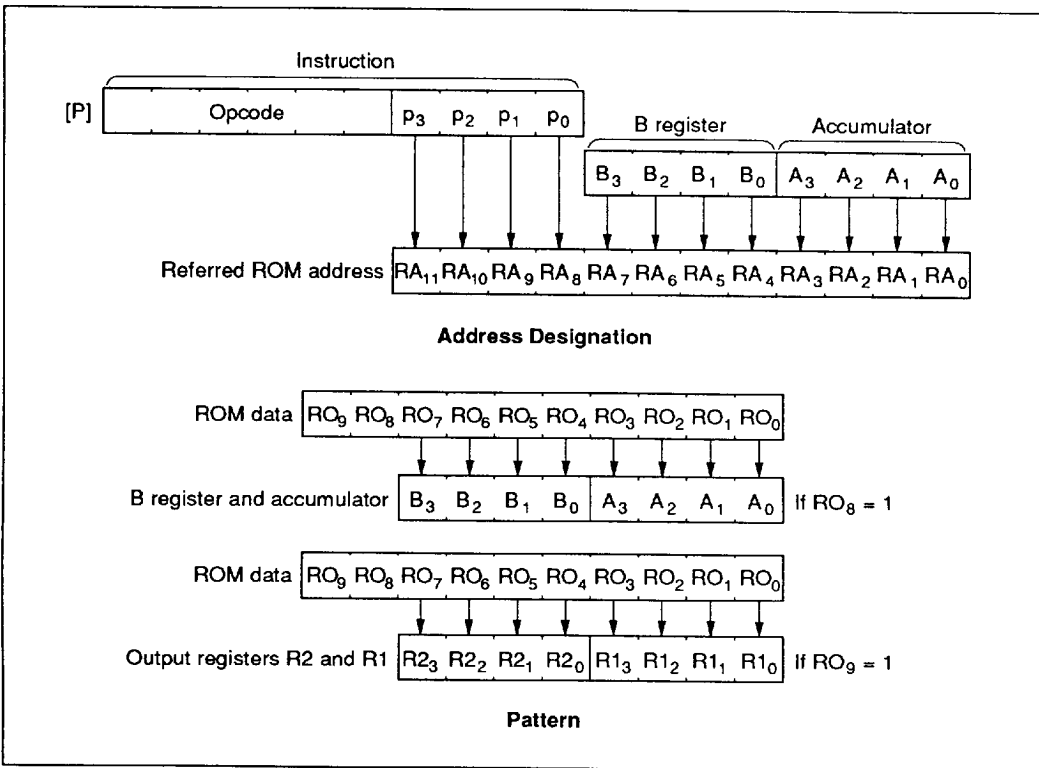 Instruction
[P] Opcode p3 p2 p1 p0
B register Accumulator
B3 B2 B1 B0 A3 A2 A1 A0
Referred ROM address RA11 RA10 RA9 RA8 RA7 RA6 RA5 RA4 RA3 RA2 RA1 RA0
Address Designation
ROM data RO9 RO8 RO7 RO6 RO5 RO4 RO3 RO2 RO1 RO0
B register and accumulator B3 B2 B1 B0 A3 A2 A1 A0 If RO8 = 1
ROM data RO9 RO8 RO7 RO6 RO5 RO4 RO3 RO2 RO1 RO0
Output registers R2 and R1 R23 R22 R21 R20 R13 R12 R11 R10 If RO9 = 1
Pattern